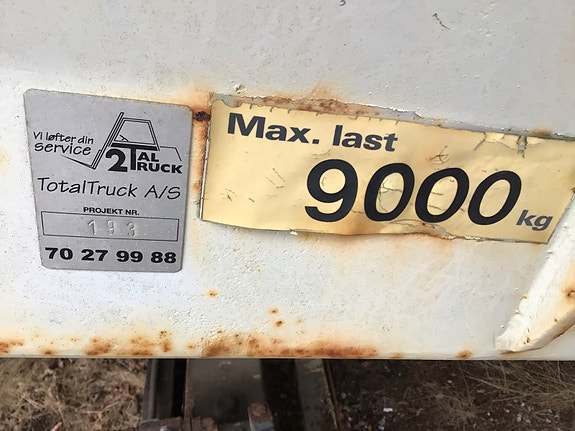 Vi løfter din
service
2TAL
TRUCK
TotalTruck A/S
PROJEKT NR.
193
70 27 99 88
Max. last
9000 kg